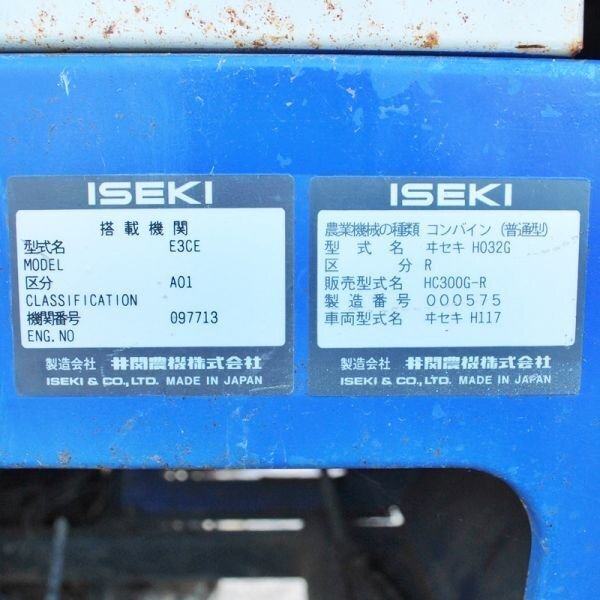 ISEKI
搭載機関
型式名 E3CE
MODEL
区分 A01
CLASSIFICATION
機関番号 097713
ENG.NO
製造会社 井関農機株式会社
ISEKI & CO., LTD. MADE IN JAPAN
ISEKI
農業機械の種類 コンバイン (普通型)
型式名 ヰセキ HO32G
区分 R
販売型式名 HC300G-R
製造番号 000575
車両型式名 ヰセキ H117
製造会社 井関農機株式会社
ISEKI & CO., LTD. MADE IN JAPAN